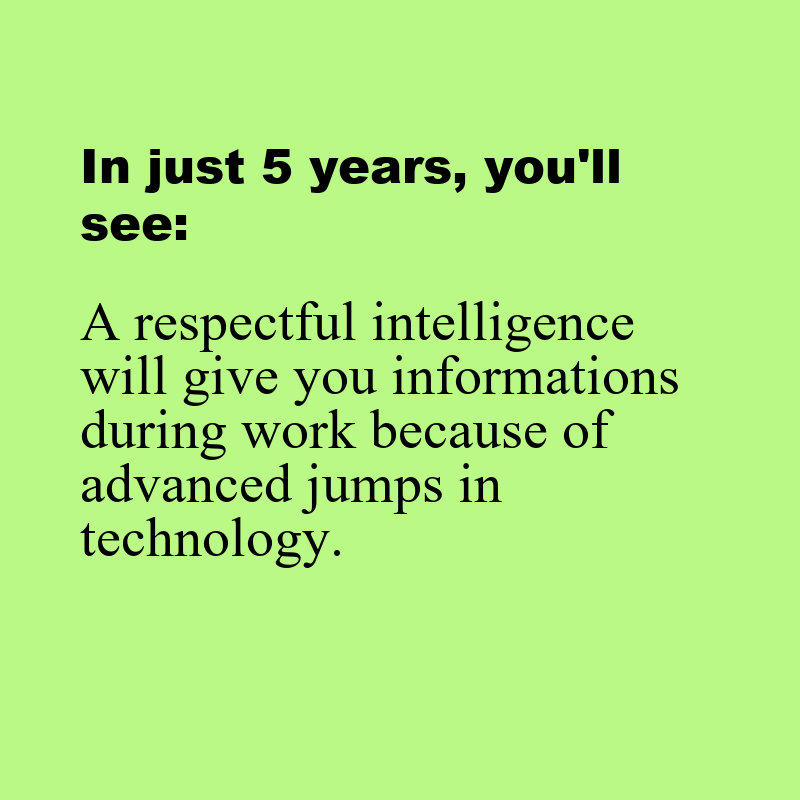 In just 5 years, you'll
see:
A respectful intelligence
will give you informations
during work because of
advanced jumps in
technology.